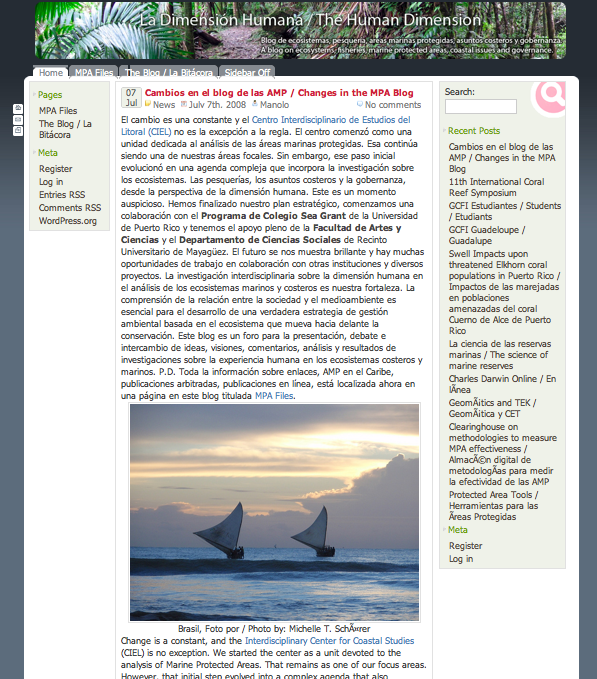 La Dimensión Humana / The Human Dimension
Blog de ecosistemas, pesquería, áreas marinas protegidas, asuntos costeros y gobernanza.
A blog on ecosystems, fisheries, marine protected areas, coastal issues and governance.
Home MPA Files The Blog / La Bitácora Sidebar Off
Pages
MPA Files
The Blog / La
Bitácora
Meta
Register
Log in
Entries RSS
Comments RSS
WordPress.org
07
Jul
Cambios en el blog de las AMP / Changes in the MPA Blog
News July 7th. 2008 Manolo No comments
El cambio es una constante y el Centro Interdisciplinario de Estudios del
Litoral (CIEL) no es la excepción a la regla. El centro comenzó como una
unidad dedicada al análisis de las áreas marinas protegidas. Esa continúa
siendo una de nuestras áreas focales. Sin embargo, ese paso inicial
evolucionó en una agenda compleja que incorpora la investigación sobre
los ecosistemas. Las pesquerías, los asuntos costeros y la gobernanza,
desde la perspectiva de la dimensión humana. Este es un momento
auspicioso. Hemos finalizado nuestro plan estratégico, comenzamos una
colaboración con el Programa de Colegio Sea Grant de la Universidad
de Puerto Rico y tenemos el apoyo pleno de la Facultad de Artes y
Ciencias y el Departamento de Ciencias Sociales de Recinto
Universitario de Mayagüez. El futuro se nos muestra brillante y hay muchas
oportunidades de trabajo en colaboración con otras instituciones y diversos
proyectos. La investigación interdisciplinaria sobre la dimensión humana en
el análisis de los ecosistemas marinos y costeros es nuestra fortaleza. La
comprensión de la relación entre la sociedad y el medioambiente es
esencial para el desarrollo de una verdadera estrategia de gestión
ambiental basada en el ecosistema que mueva hacia delante la
conservación. Este blog es un foro para la presentación, debate e
intercambio de ideas, visiones, comentarios, análisis y resultados de
investigaciones sobre la experiencia humana en los ecosistemas costeros y
marinos. P.D. Toda la información sobre enlaces, AMP en el Caribe,
publicaciones arbitradas, publicaciones en línea, está localizada ahora en
una página en este blog titulada MPA Files.
Brasil, Foto por / Photo by: Michelle T. SchÃ¤rer
Change is a constant, and the Interdisciplinary Center for Coastal Studies
(CIEL) is no exception. We started the center as a unit devoted to the
analysis of Marine Protected Areas. That remains as one of our focus areas.
However, that initial step evolved into a complex agenda that also
Search:
Recent Posts
Cambios en el blog de las
AMP / Changes in the MPA
Blog
11th International Coral
Reef Symposium
GCFI Estudiantes / Students
/ Etudiants
GCFI Guadeloupe /
Guadalupe
Swell Impacts upon
threatened Elkhorn coral
populations in Puerto Rico /
Impactos de las marejadas
en poblaciones
amenazadas del coral
Cuerno de Alce de Puerto
Rico
La ciencia de las reservas
marinas / The science of
marine reserves
Charles Darwin Online / En
lÃ­nea
GeomÃ¡tics and TEK /
GeomÃ¡tica y CET
Clearinghouse on
methodologies to measure
MPA effectiveness /
AlmacÃ©n digital de
metodologÃ­as para medir
la efectividad de las AMP
Protected Area Tools /
Herramientas para las
Ãreas Protegidas
Meta
Register
Log in